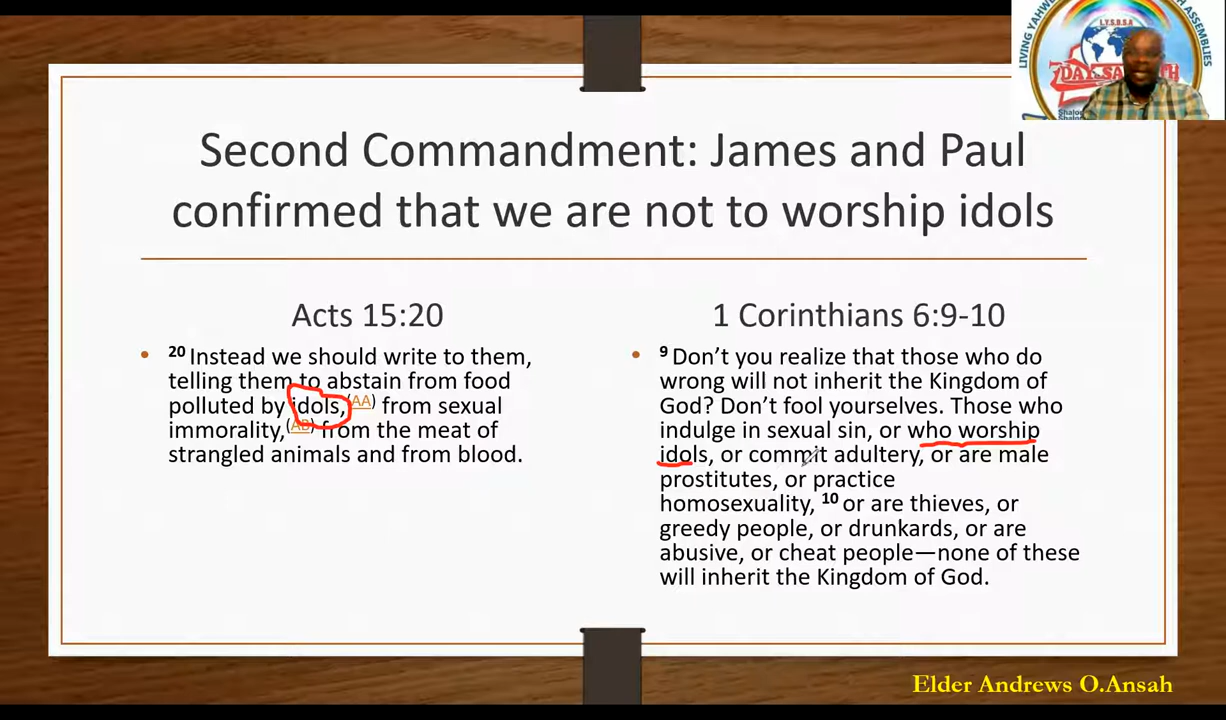 LIVING YAHWE
ASSEMBLIES
L.Y.S.B.S.A
Second Commandment: James and Paul
confirmed that we are not to worship idols
Acts 15:20
• 20 Instead we should write to them,
telling them to abstain from food
polluted by idols,(AA) from sexual
immorality,(AB) from the meat of
strangled animals and from blood.
1 Corinthians 6:9-10
• 9 Don’t you realize that those who do
wrong will not inherit the Kingdom of
God? Don’t fool yourselves. Those who
indulge in sexual sin, or who worship
idols, or commit adultery, or are male
prostitutes, or practice
homosexuality, 10 or are thieves, or
greedy people, or drunkards, or are
abusive, or cheat people—none of these
will inherit the Kingdom of God.
Elder Andrews O.Ansah